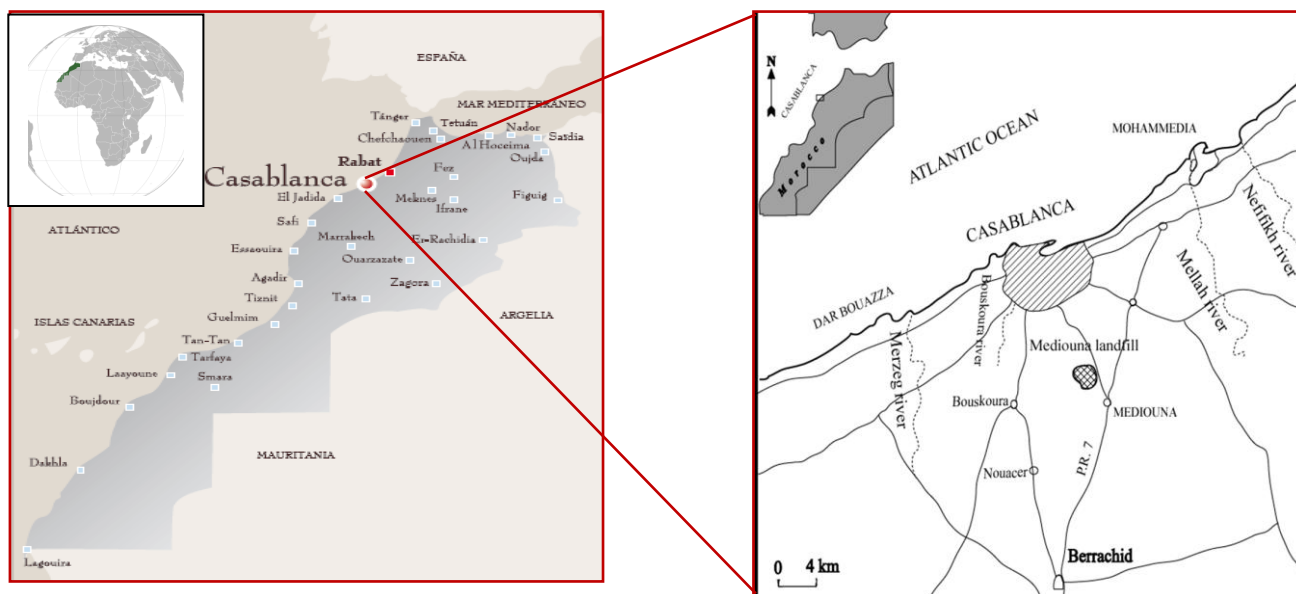 ESPAÑA
MAR MEDITERRÁNEO
Tánger
Tetuán
Nador
Chefchaouen
Al Hoceima
Saïdia
Oujda
Rabat
Fez
Casablanca
El Jadida
Meknes
Ifrane
Figuig
Safi
ATLÁNTICO
Marrakech
Er-Rachidia
Essaouira
Ouarzazate
Agadir
Zagora
Tiznit
Tata
ARGELIA
ISLAS CANARIAS
Guelmim
Tan-Tan
Tarfaya
Laayoune
Smara
Boujdour
MAURITANIA
Dakhla
Lagouira
N
CASABLANCA
Morocco
ATLANTIC OCEAN
MOHAMMEDIA
CASABLANCA
Nefifikh river
Mellah river
DAR BOUAZZA
Bouskoura river
Merzeg river
Mediouna landfill
Bouskoura
MEDIOUNA
P.R. 7
Nouacer
Berrachid
0 4 km